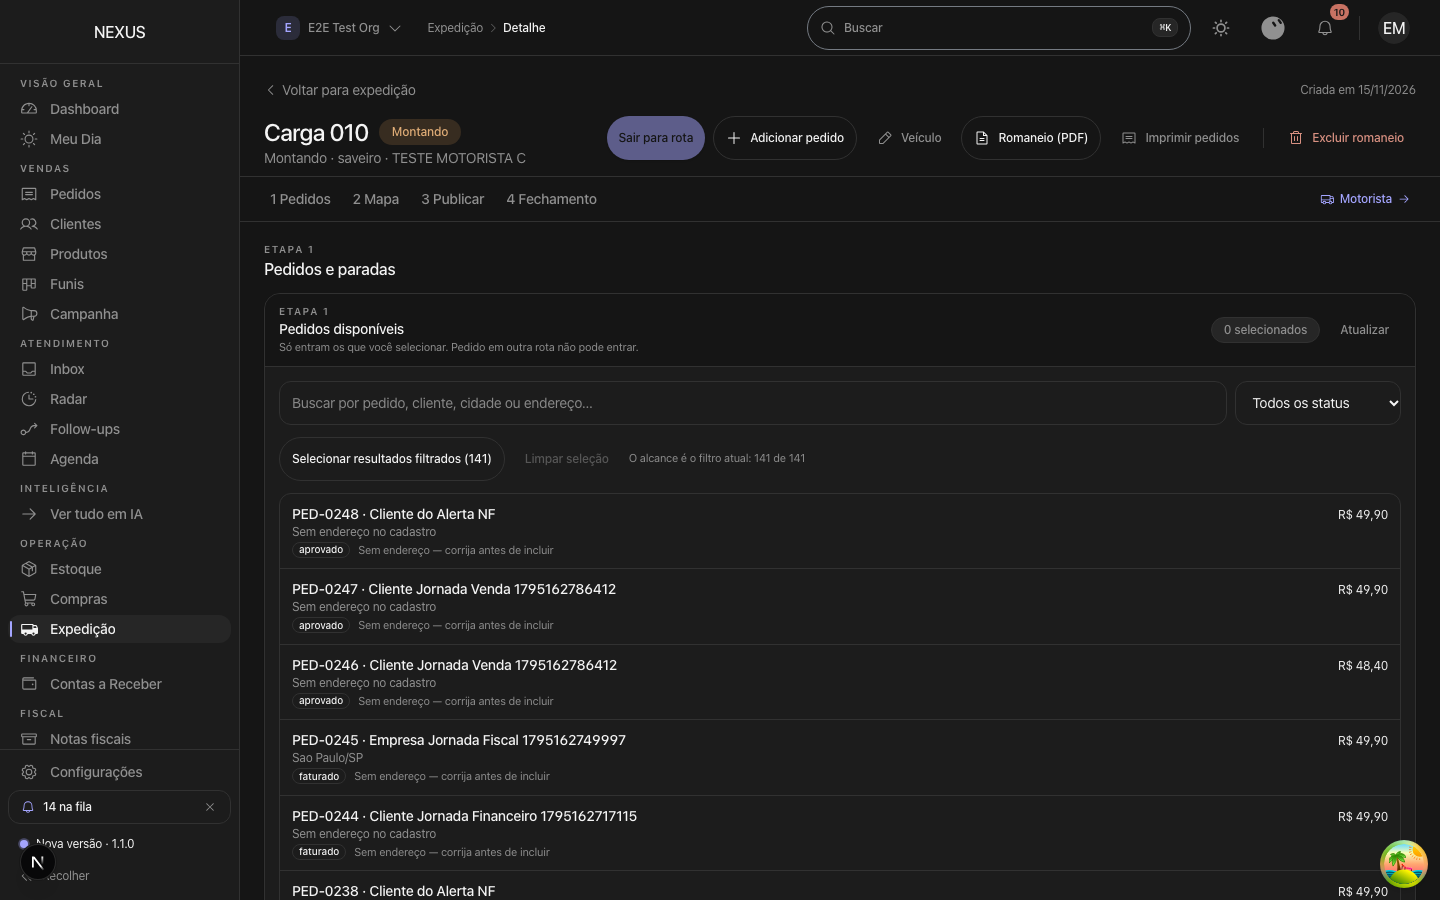 NEXUS
VISÃO GERAL
Dashboard
Meu Dia
VENDAS
Pedidos
Clientes
Produtos
Funis
Campanha
ATENDIMENTO
Inbox
Radar
Follow-ups
Agenda
INTELIGÊNCIA
Ver tudo em IA
OPERAÇÃO
Estoque
Compras
Expedição
FINANCEIRO
Contas a Receber
FISCAL
Notas fiscais
Configurações
14 na fila
Nova versão · 1.1.0
N
E E2E Test Org Expedição Detalhe
Buscar ⌘K
10
EM
Voltar para expedição
Criada em 15/11/2026
Carga 010 Montando
Montando · saveiro · TESTE MOTORISTA C
Sair para rota Adicionar pedido Veículo Romaneio (PDF) Imprimir pedidos Excluir romaneio
1 Pedidos 2 Mapa 3 Publicar 4 Fechamento
Motorista →
ETAPA 1
Pedidos e paradas
ETAPA 1
Pedidos disponíveis
Só entram os que você selecionar. Pedido em outra rota não pode entrar.
0 selecionados Atualizar
Buscar por pedido, cliente, cidade ou endereço...
Todos os status
Selecionar resultados filtrados (141) Limpar seleção O alcance é o filtro atual: 141 de 141
PED-0248 · Cliente do Alerta NF R$ 49,90
Sem endereço no cadastro
aprovado Sem endereço — corrija antes de incluir
PED-0247 · Cliente Jornada Venda 1795162786412 R$ 49,90
Sem endereço no cadastro
aprovado Sem endereço — corrija antes de incluir
PED-0246 · Cliente Jornada Venda 1795162786412 R$ 48,40
Sem endereço no cadastro
aprovado Sem endereço — corrija antes de incluir
PED-0245 · Empresa Jornada Fiscal 1795162749997 R$ 49,90
Sao Paulo/SP
faturado Sem endereço — corrija antes de incluir
PED-0244 · Cliente Jornada Financeiro 1795162717115 R$ 49,90
Sem endereço no cadastro
faturado Sem endereço — corrija antes de incluir
PED-0238 · Cliente do Alerta NF R$ 49,90